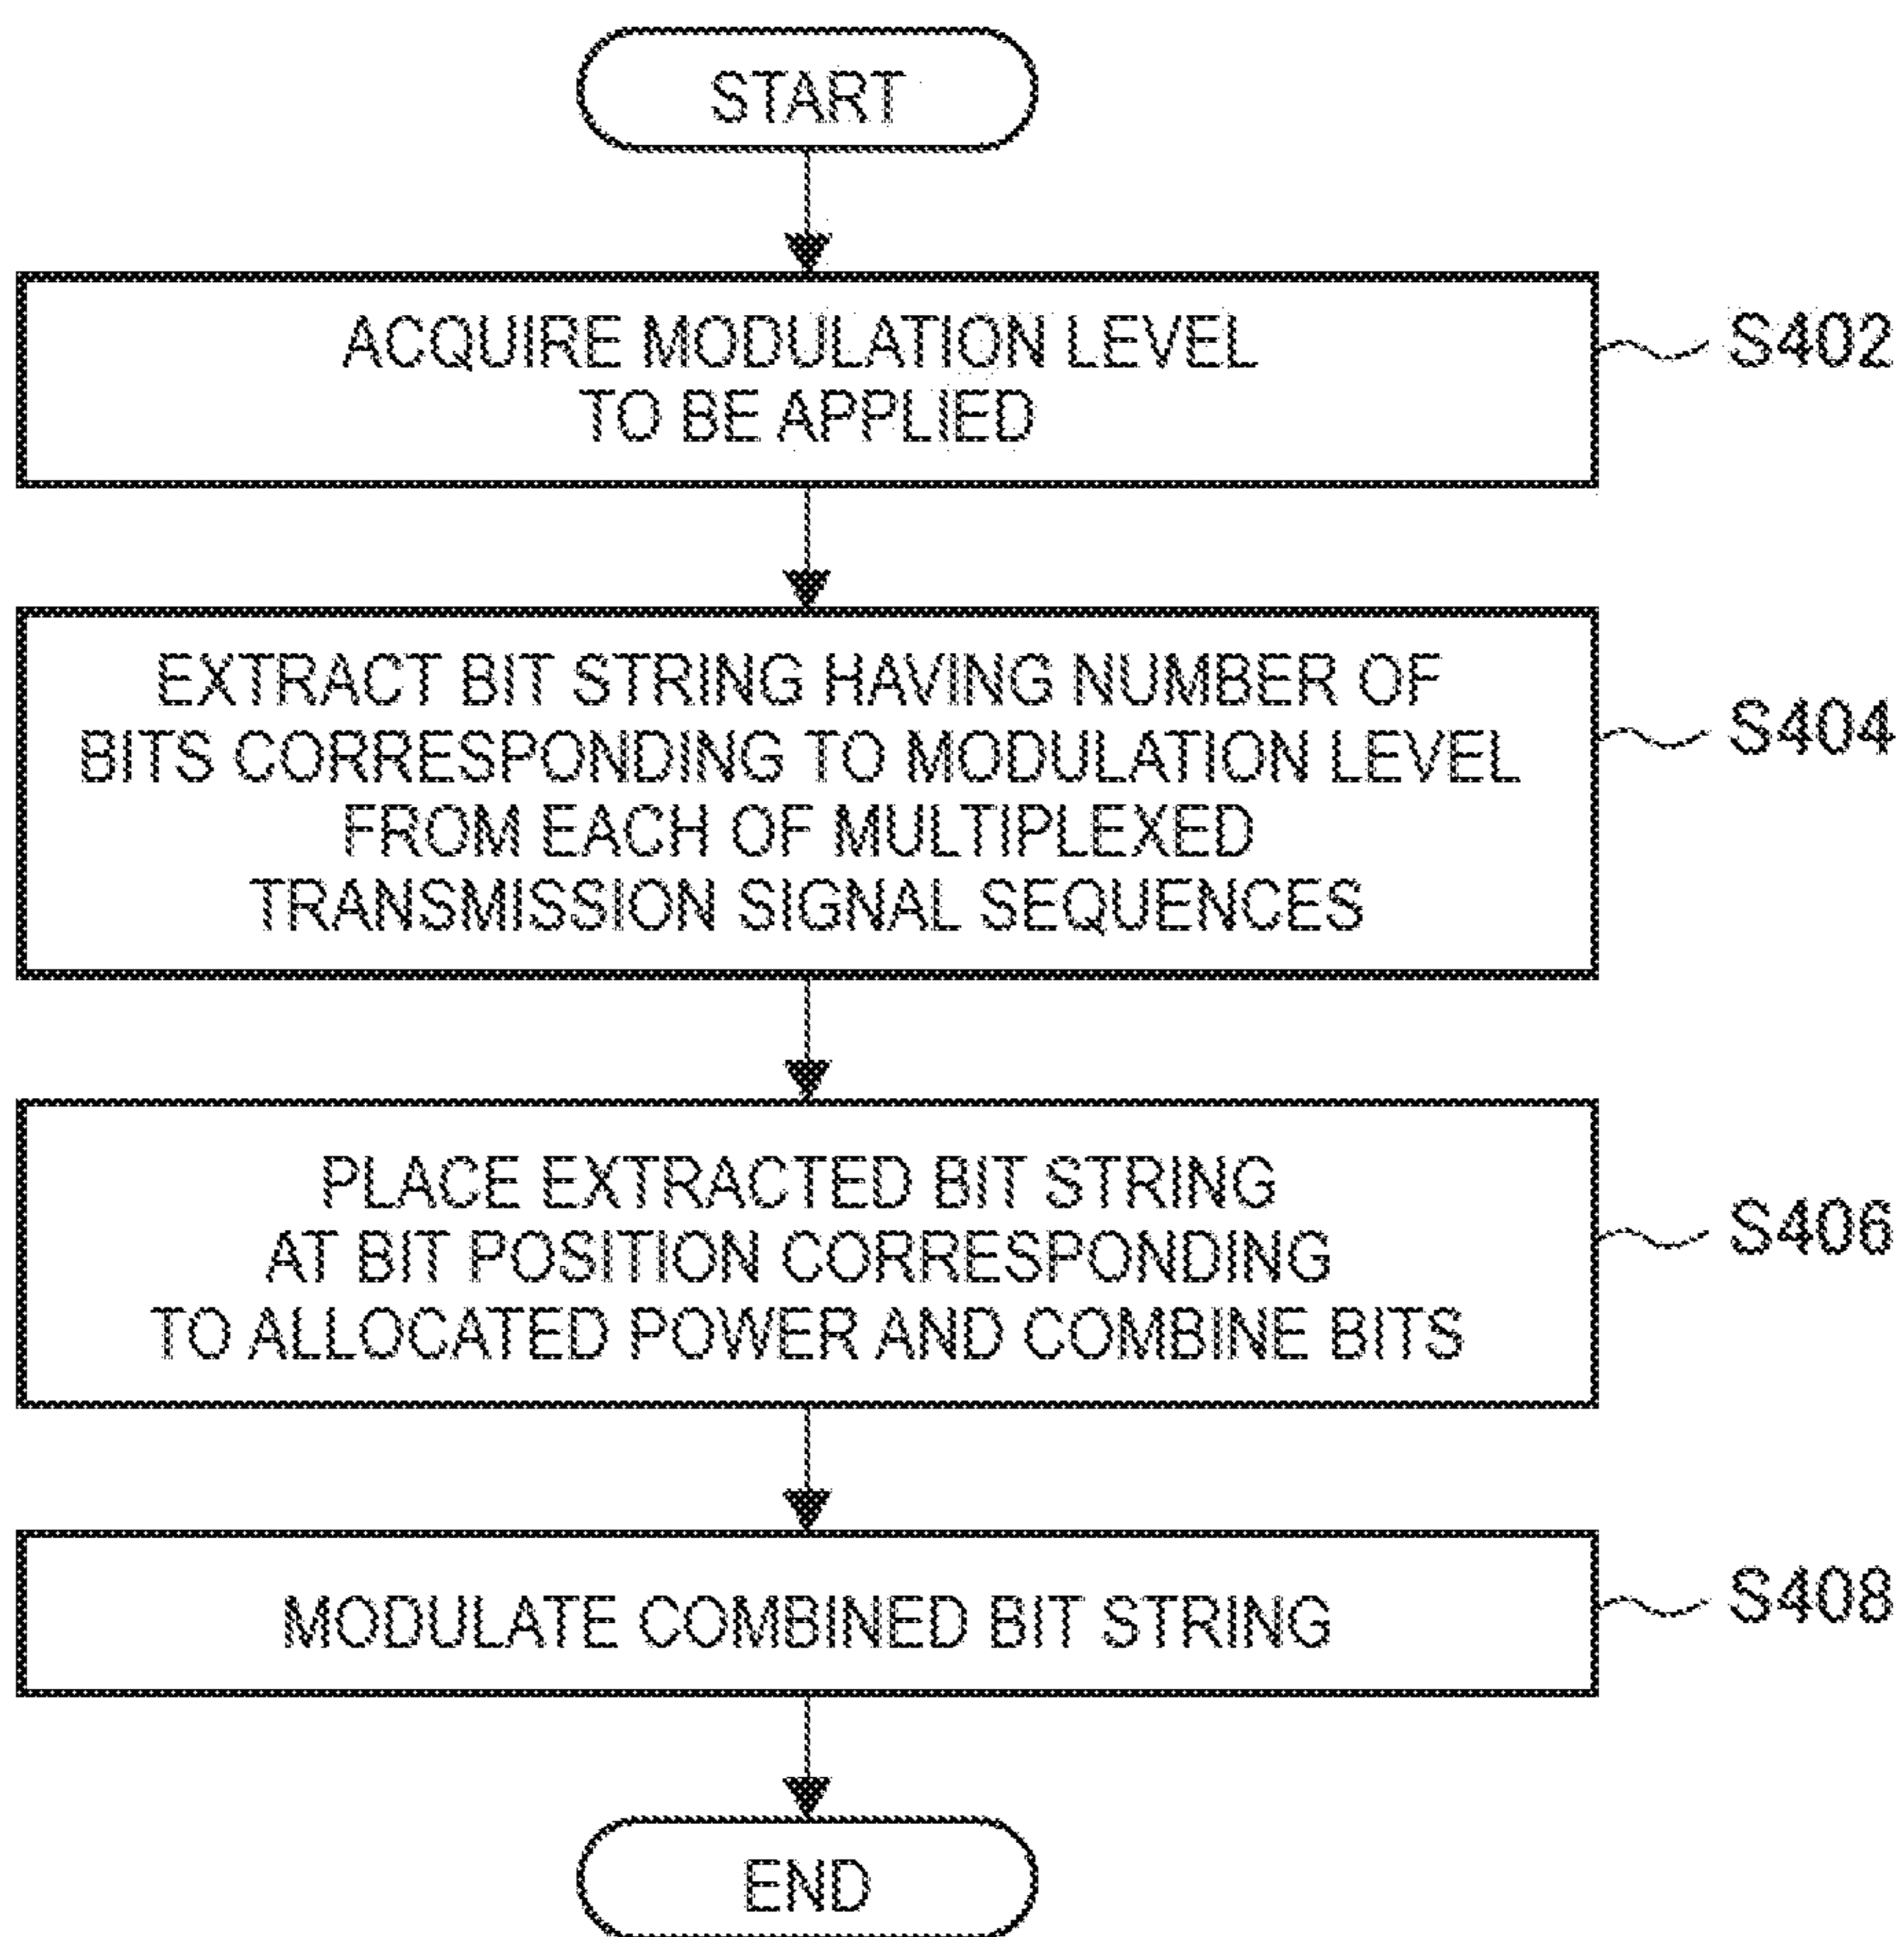 START
ACQUIRE MODULATION LEVEL
TO BE APPLIED
S402
EXTRACT BIT STRING HAVING NUMBER OF
BITS CORRESPONDING TO MODULATION LEVEL
FROM EACH OF MULTIPLEXED
TRANSMISSION SIGNAL SEQUENCES
S404
PLACE EXTRACTED BIT STRING
AT BIT POSITION CORRESPONDING
TO ALLOCATED POWER AND COMBINE BITS
S406
MODULATE COMBINED BIT STRING
S408
END